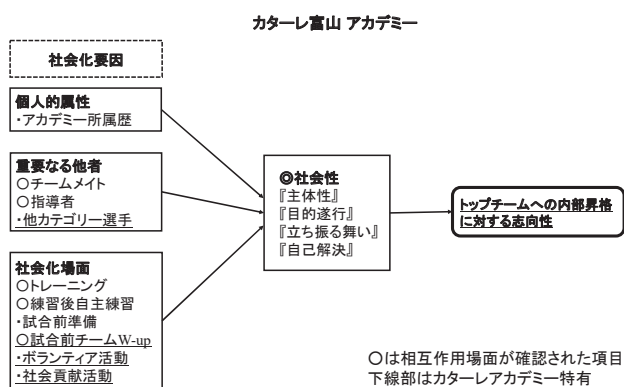 カターレ富山 アカデミー
社会化要因
個人的属性
・アカデミー所属歴
重要なる他者
○チームメイト
○指導者
・他カテゴリー選手
社会化場面
○トレーニング
○練習後自主練習
・試合前準備
○試合前チームW-up
・ボランティア活動
・社会貢献活動
◎社会性
『主体性』
『目的遂行』
『立ち振る舞い』
『自己解決』
トップチームへの内部昇格
に対する志向性
○は相互作用場面が確認された項目
下線部はカターレアカデミー特有